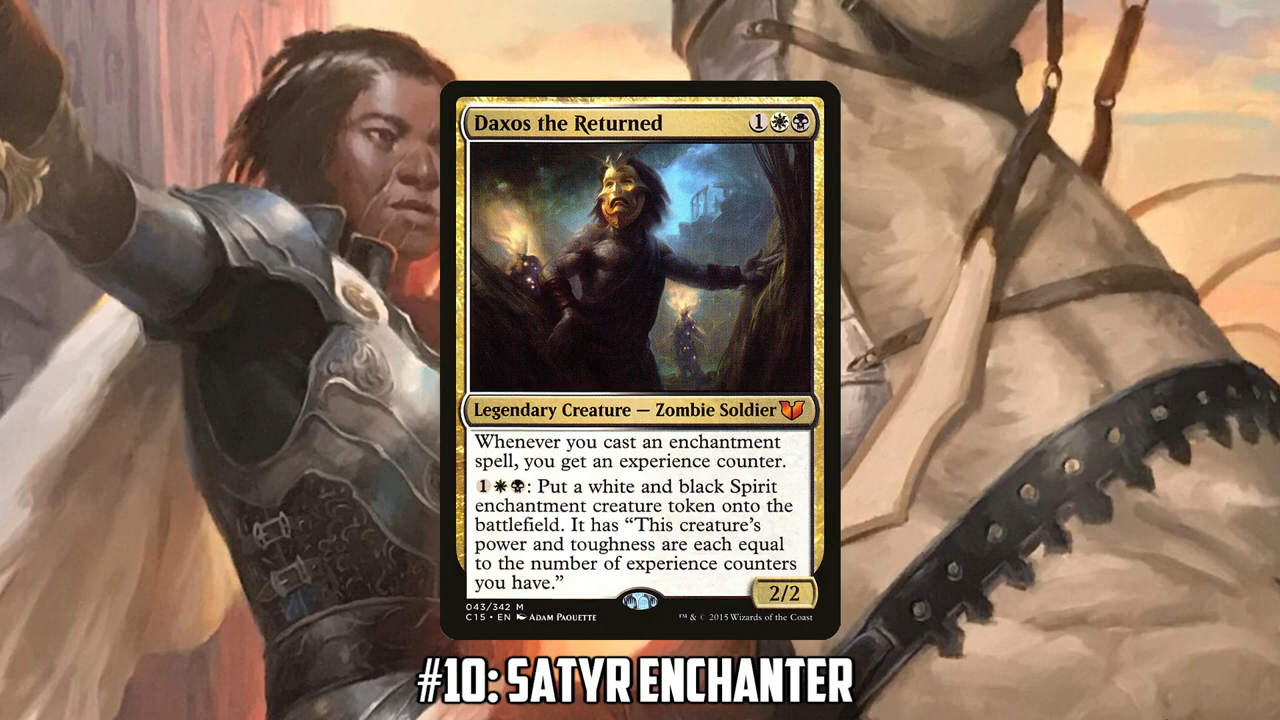 Daxos the Returned 1
Legendary Creature — Zombie Soldier
Whenever you cast an enchantment
spell, you get an experience counter.
1 : Put a white and black Spirit
enchantment creature token onto the
battlefield. It has “This creature’s
power and toughness are each equal
to the number of experience counters
you have.”
2/2
043/342 M
C15 • EN Adam Paquette
™ & © 2015 Wizards of the Coast
#10: SATYR ENCHANTER